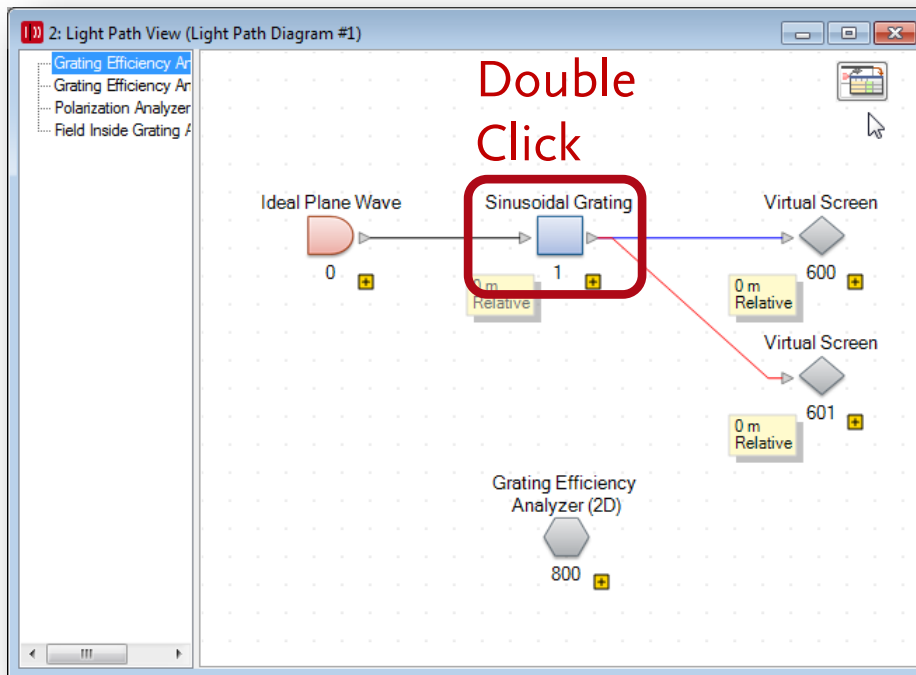 2: Light Path View (Light Path Diagram #1)
Grating Efficiency Ar
Grating Efficiency Ar
Polarization Analyzer
Field Inside Grating A
Double
Click
Ideal Plane Wave
0
Sinusoidal Grating
1
0 m
Relative
Virtual Screen
600
0 m
Relative
Virtual Screen
601
0 m
Relative
Grating Efficiency
Analyzer (2D)
800